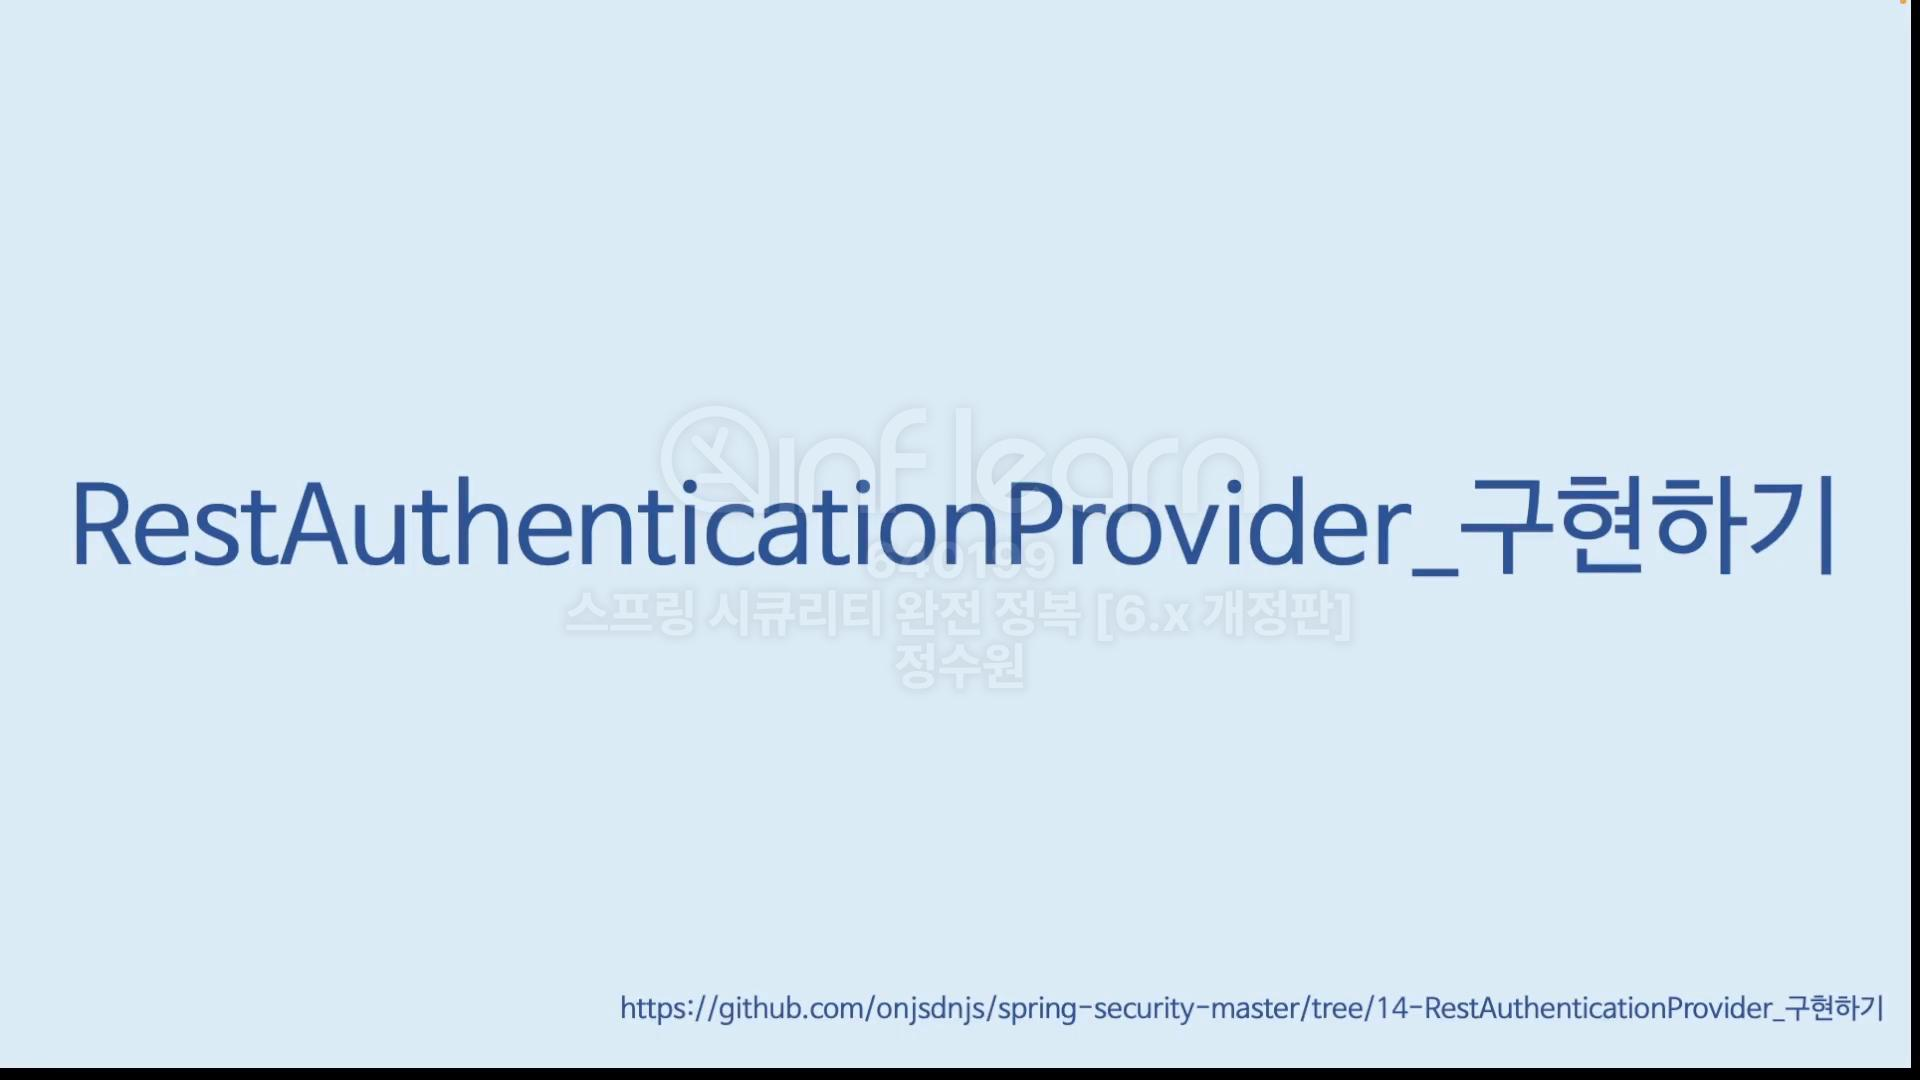 inflearn
RestAuthenticationProvider_구현하기
640199
스프링 시큐리티 완전 정복 [6.x 개정판]
정수원
https://github.com/onjsdnjs/spring-security-master/tree/14-RestAuthenticationProvider_구현하기